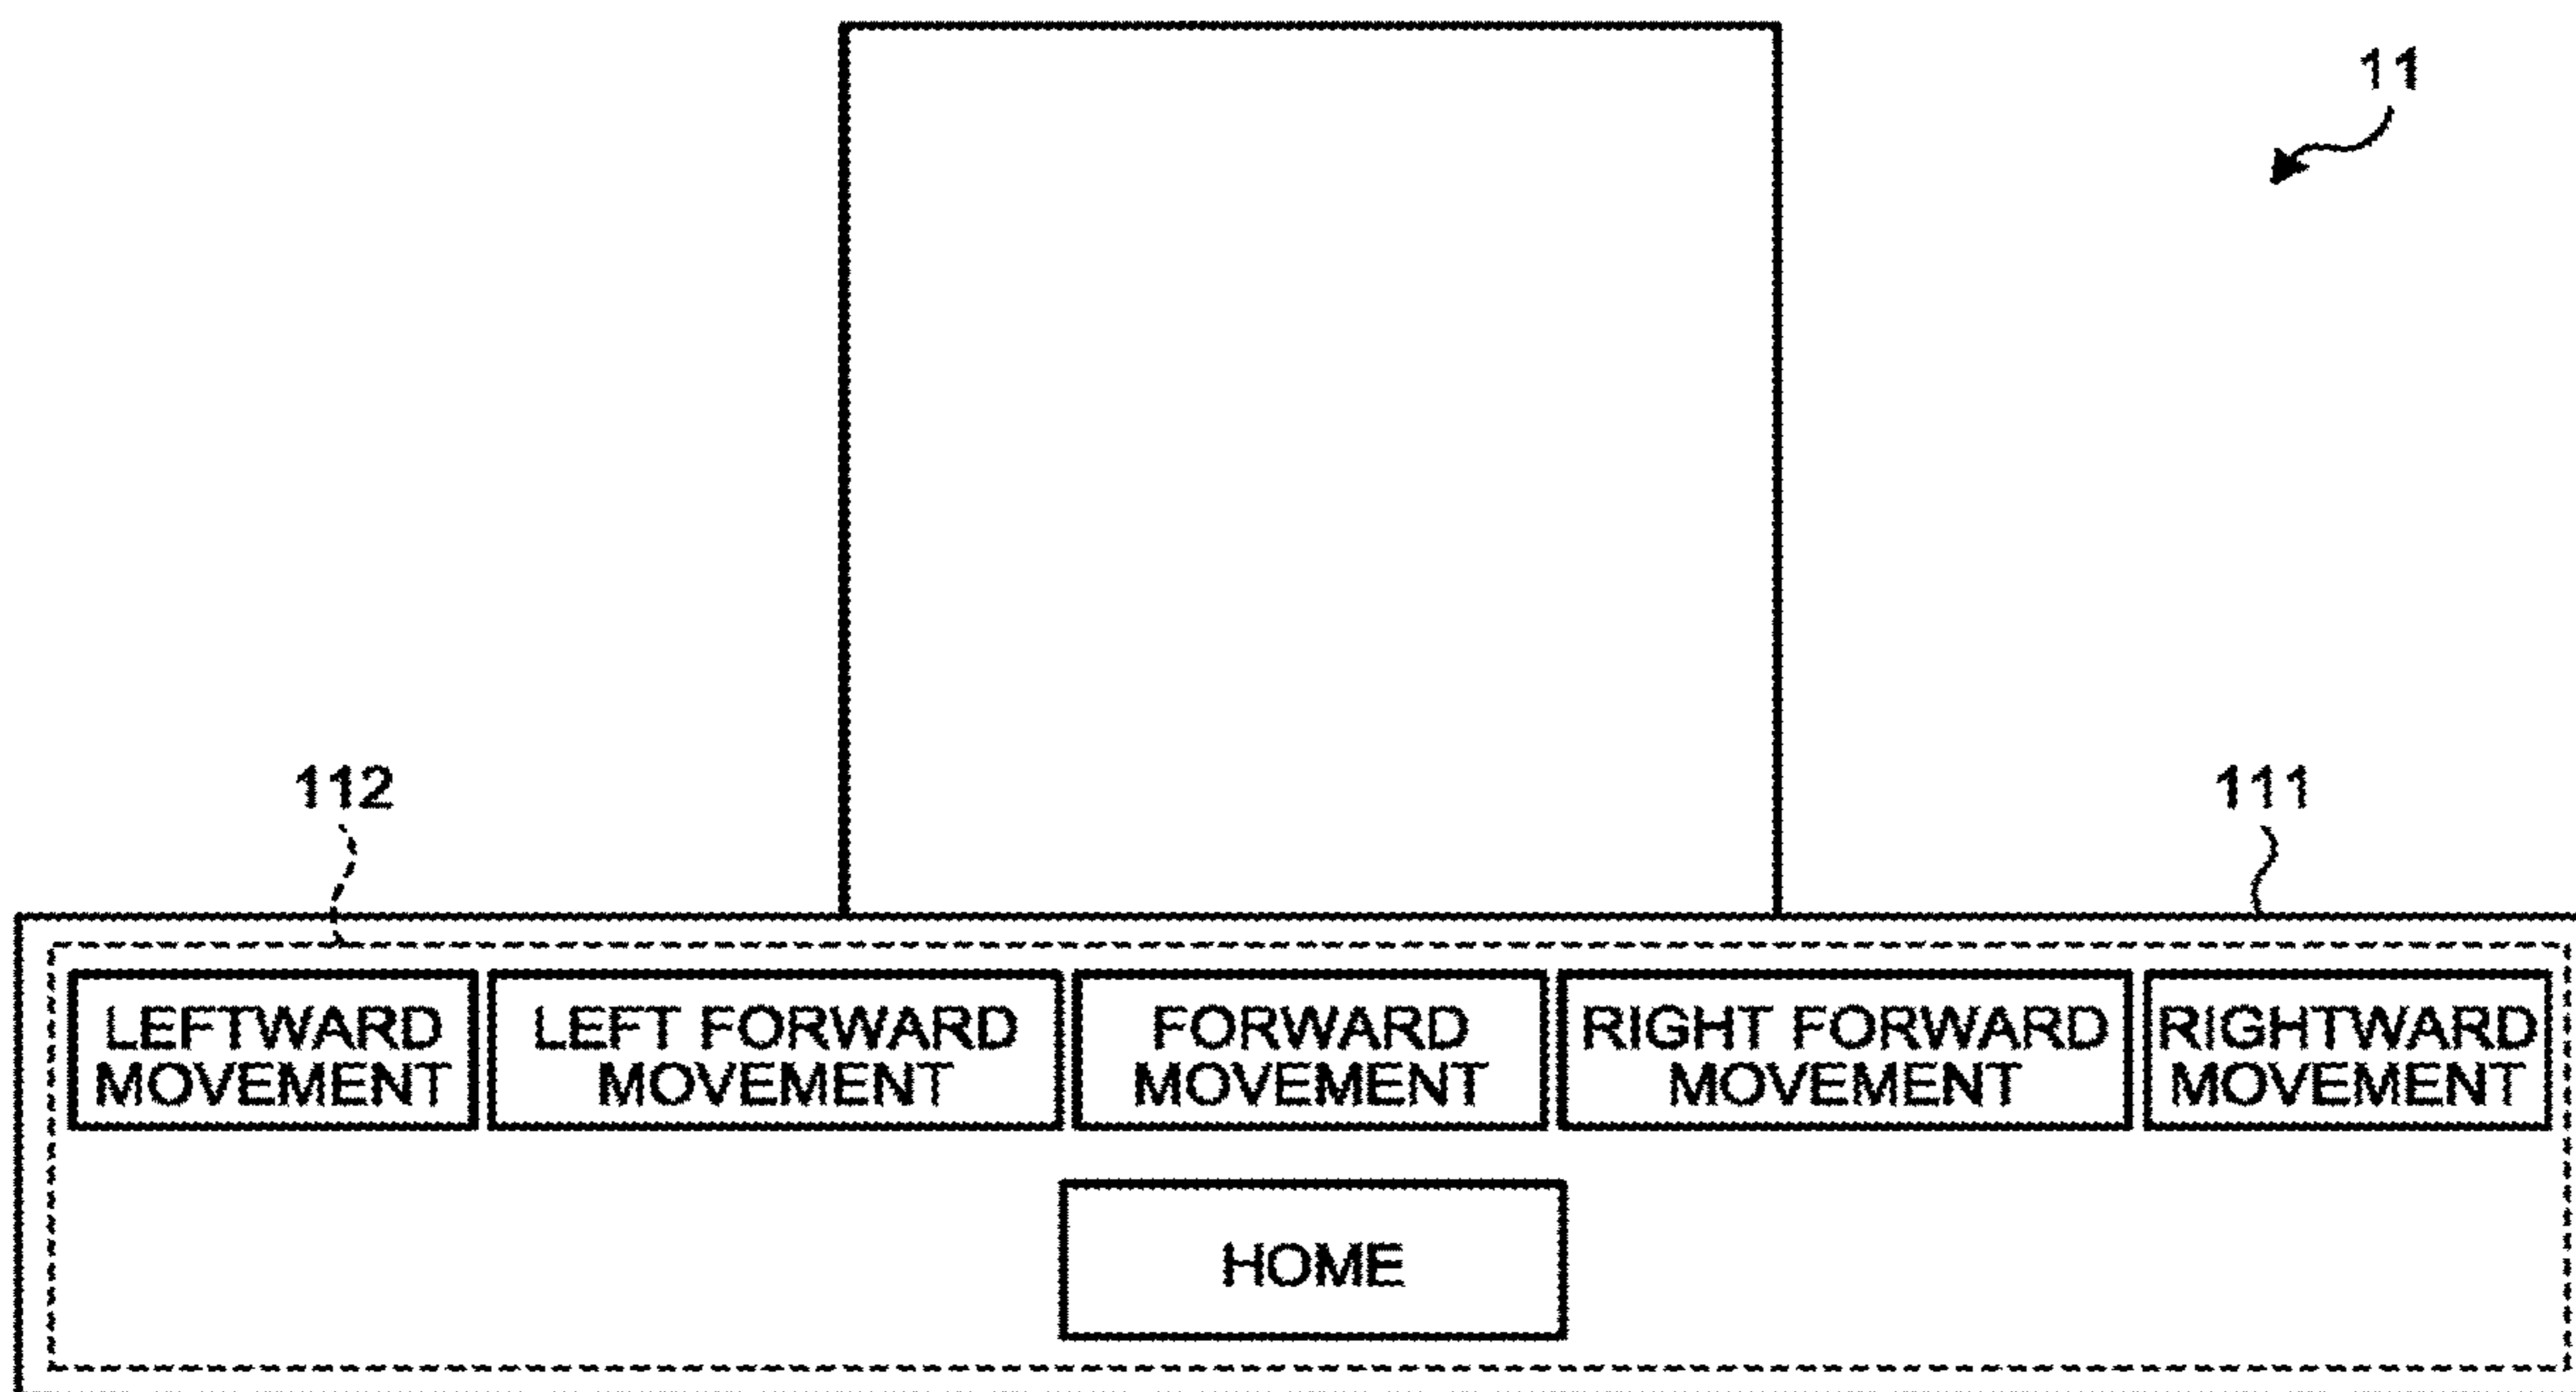 11
112
111
LEFTWARD MOVEMENT
LEFT FORWARD MOVEMENT
FORWARD MOVEMENT
RIGHT FORWARD MOVEMENT
RIGHTWARD MOVEMENT
HOME